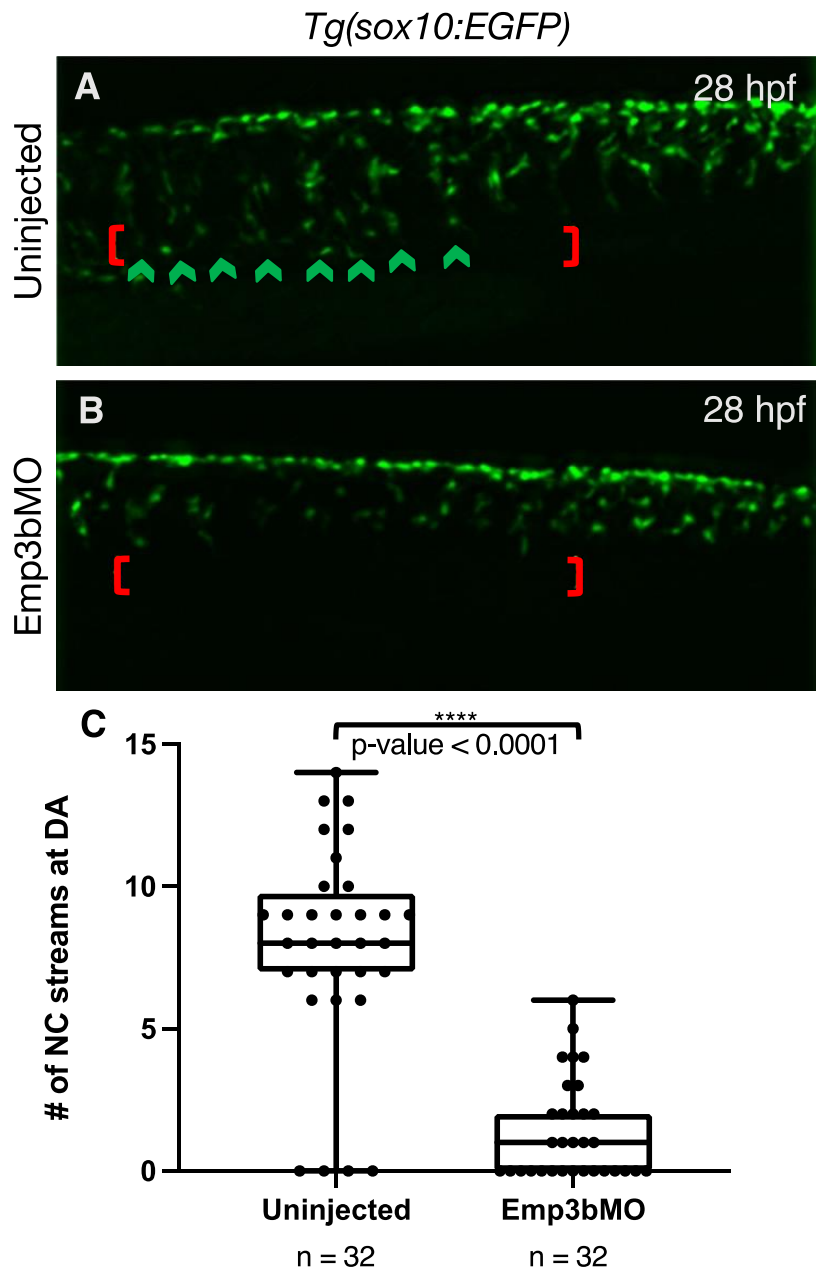 Tg(sox10:EGFP)
A
28 hpf
Uninjected
B
28 hpf
Emp3bMO
C
****
p-value < 0.0001
15
10
5
0
# of NC streams at DA
Uninjected
Emp3bMO
n = 32
n = 32